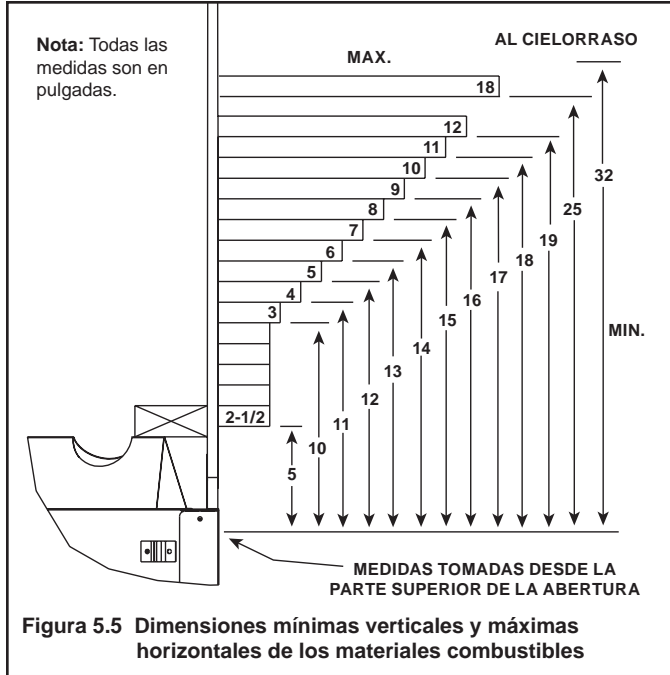 Nota: Todas las
medidas son en
pulgadas.
MAX.
AL CIELORRASO
18
12
11
10
9
8
7
6
5
4
3
2-1/2
5
10
11
12
13
14
15
16
17
18
19
25
32
MIN.
MEDIDAS TOMADAS DESDE LA
PARTE SUPERIOR DE LA ABERTURA
Figura 5.5 Dimensiones mínimas verticales y máximas
horizontales de los materiales combustibles